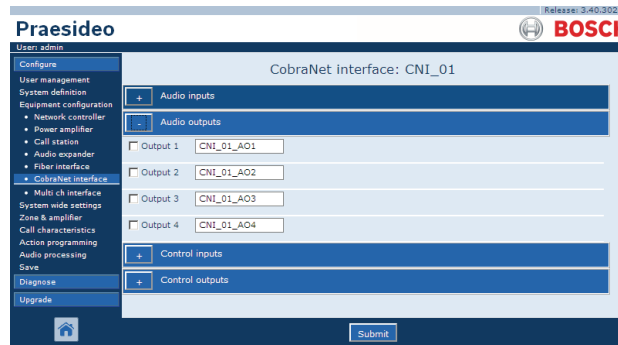 Release: 3.40.302
Praesideo
BOSCH
User: admin
Configure
User management
System definition
Equipment configuration
• Network controller
• Power amplifier
• Call station
• Audio expander
• Fiber interface
• CobraNet interface
• Multi ch interface
System wide settings
Zone & amplifier
Call characteristics
Action programming
Audio processing
Save
Diagnose
Upgrade
CobraNet interface: CNI_01
+ Audio inputs
- Audio outputs
Output 1 CNI_01_AO1
Output 2 CNI_01_AO2
Output 3 CNI_01_AO3
Output 4 CNI_01_AO4
+ Control inputs
+ Control outputs
Submit